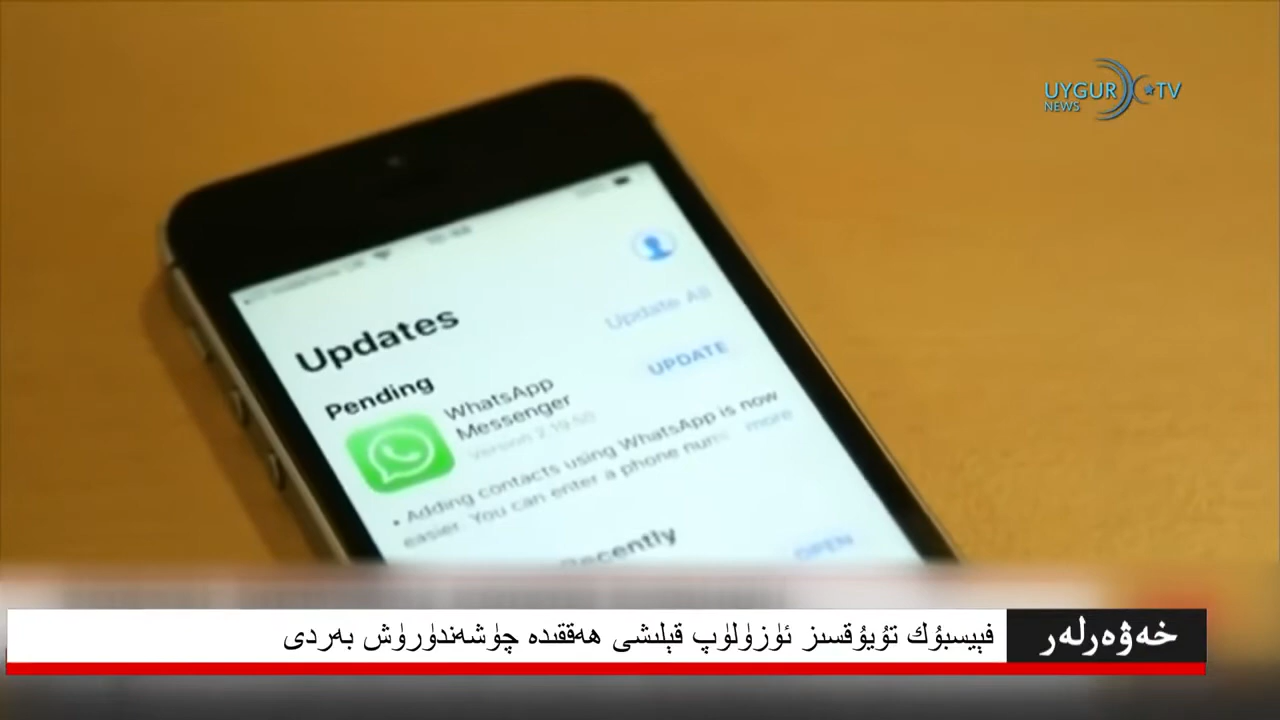 UYGUR TV
NEWS
Updates
Update All
Pending
WhatsApp
Messenger
UPDATE
• Adding contacts using WhatsApp is now
easier. You can enter a phone more
Recently
OPEN
خەۋەرلەر
فېيسبۇك تۇيۇقسىز ئۈزۈلۈپ قېلىشى ھەققىدە چۈشەندۈرۈش بەردى